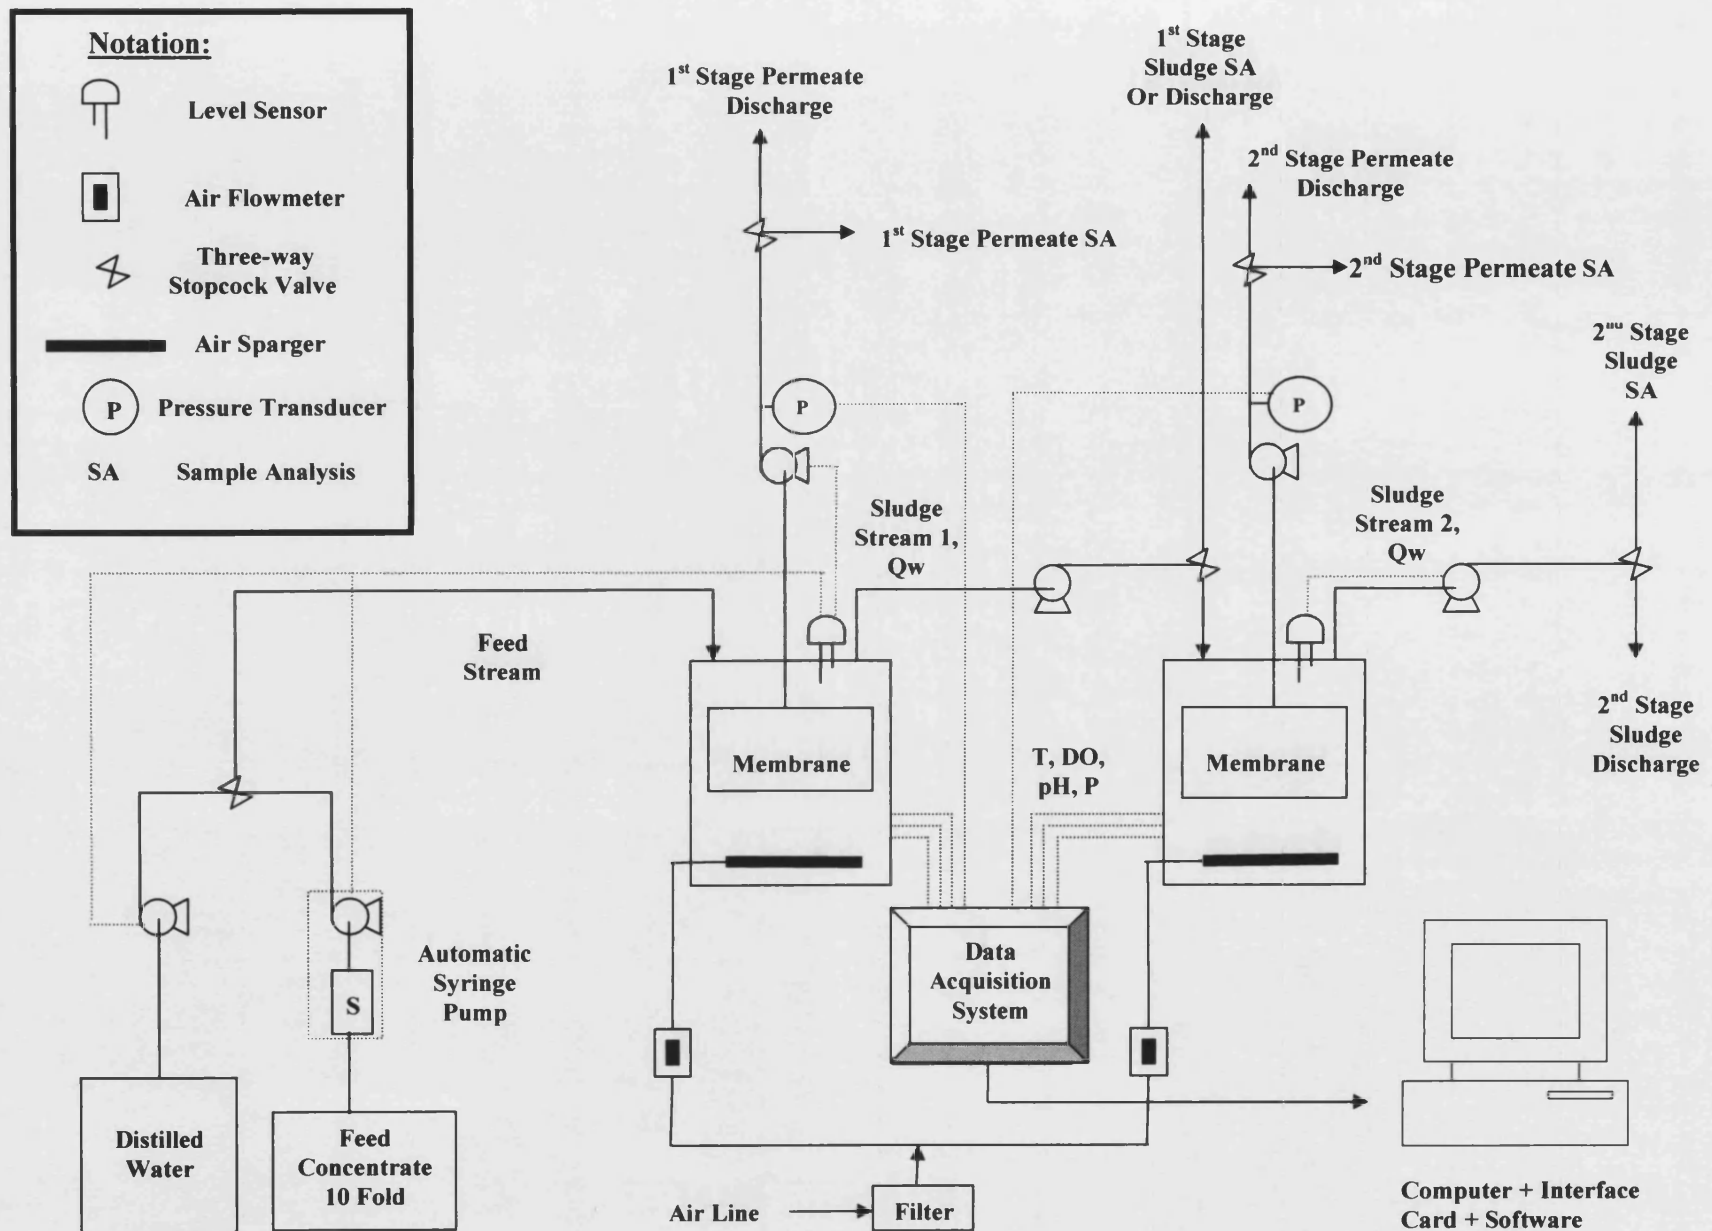 Notation:
Level Sensor
Air Flowmeter
Three-way
Stopcock Valve
Air Sparger
P
Pressure Transducer
SA
Sample Analysis
1st Stage Permeate
Discharge
1st Stage Permeate SA
1st Stage
Sludge SA
Or Discharge
2nd Stage Permeate
Discharge
2nd Stage Permeate SA
2nd Stage
Sludge
SA
P
P
Sludge
Stream 1,
Qw
Sludge
Stream 2,
Qw
Feed
Stream
Membrane
T, DO,
pH, P
Membrane
2nd Stage
Sludge
Discharge
Automatic
Syringe
Pump
S
Data
Acquisition
System
Distilled
Water
Feed
Concentrate
10 Fold
Air Line
Filter
Computer + Interface
Card + Software